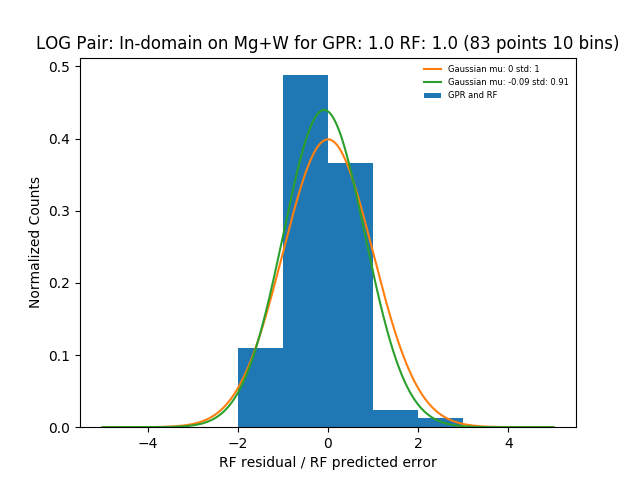 LOG Pair: In-domain on Mg+W for GPR: 1.0 RF: 1.0 (83 points 10 bins)
Gaussian mu: 0 std: 1
Gaussian mu: -0.09 std: 0.91
GPR and RF
Normalized Counts
0.5
0.4
0.3
0.2
0.1
0.0
−4
−2
0
2
4
RF residual / RF predicted error